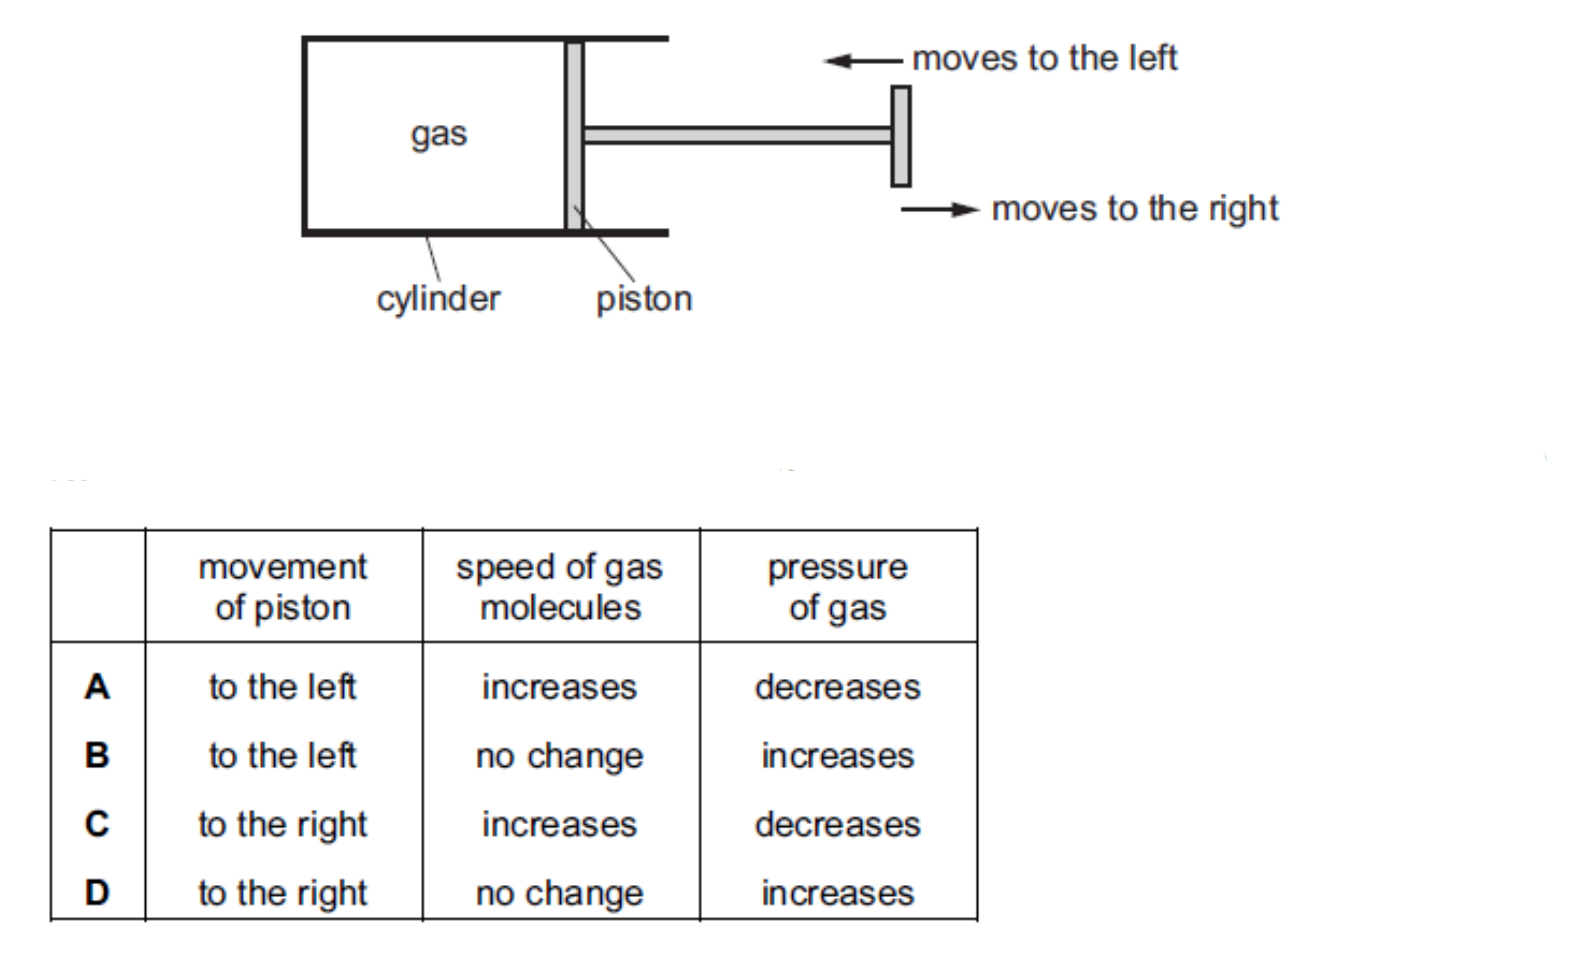 moves to the left
gas
moves to the right
cylinder piston
movement of piston speed of gas molecules pressure of gas
A to the left increases decreases
B to the left no change increases
C to the right increases decreases
D to the right no change increases